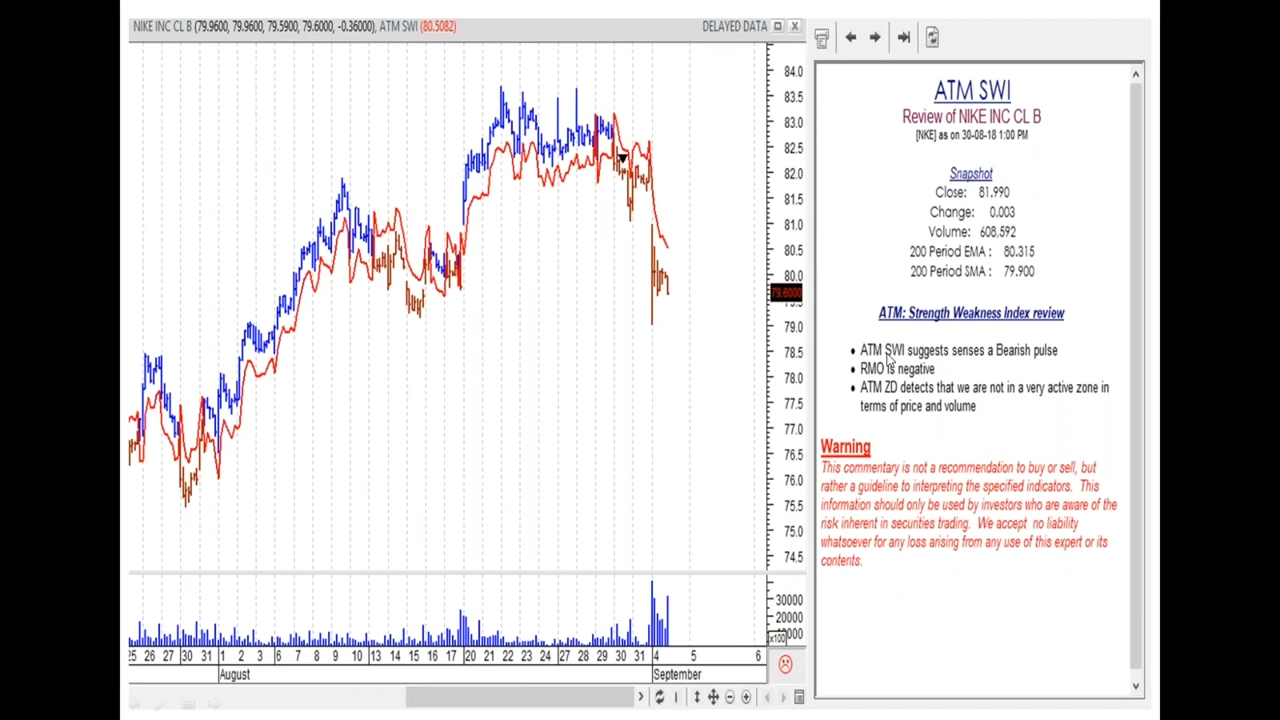 NIKE INC CL B (79.9600, 79.9600, 79.5900, 79.6000, -0.36000), ATM SWI (80.5082)
DELAYED DATA
84.0
83.5
83.0
82.5
82.0
81.5
81.0
80.5
80.0
79.6000
79.5
79.0
78.5
78.0
77.5
77.0
76.5
76.0
75.5
75.0
74.5
30000
20000
10000
x100
25 26 27 30 31 1 2 3 6 7 8 9 10 13 14 15 16 17 20 21 22 23 24 27 28 29 30 31 4 5 6
August September
ATM SWI
Review of NIKE INC CL B
[NKE] as on 30-08-18 1:00 PM
Snapshot
Close: 81.990
Change: 0.003
Volume: 608,592
200 Period EMA : 80.315
200 Period SMA : 79.900
ATM: Strength Weakness Index review
• ATM SWI suggests senses a Bearish pulse
• RMO is negative
• ATM ZD detects that we are not in a very active zone in
terms of price and volume
Warning
This commentary is not a recommendation to buy or sell, but
rather a guideline to interpreting the specified indicators. This
information should only be used by investors who are aware of the
risk inherent in securities trading. We accept no liability
whatsoever for any loss arising from any use of this expert or its
contents.